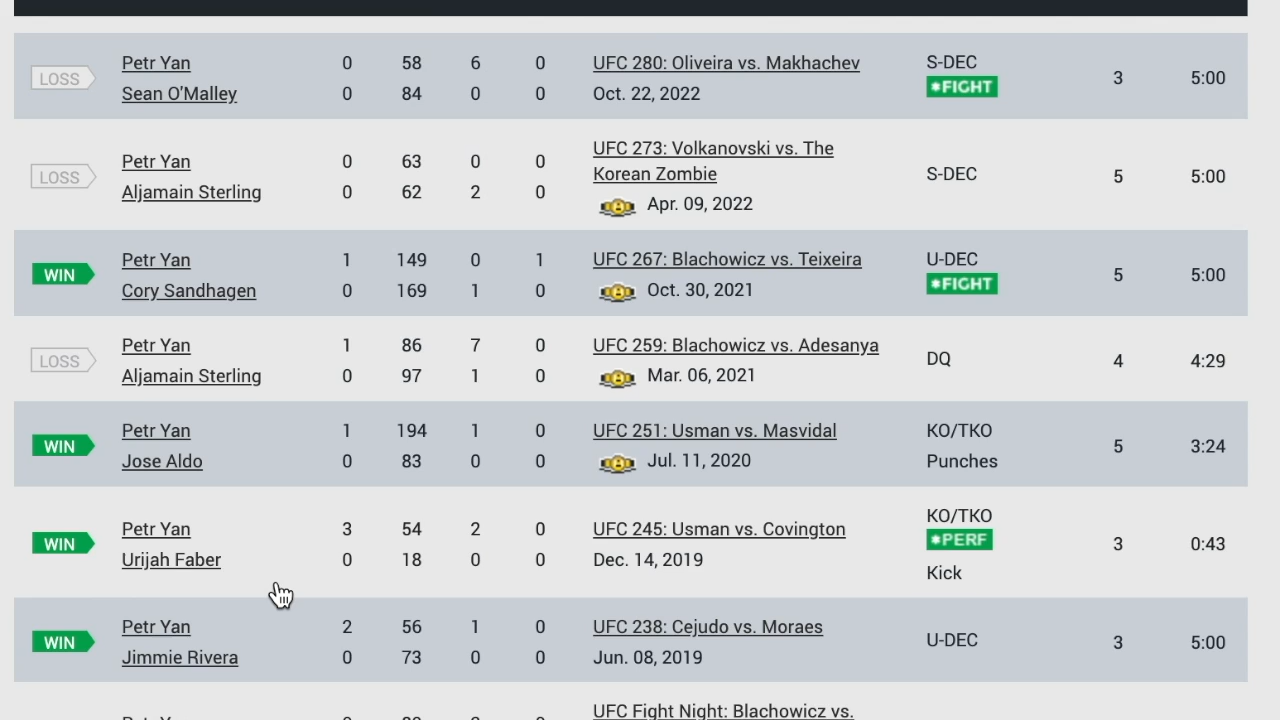 LOSS Petr Yan 0 58 6 0 UFC 280: Oliveira vs. Makhachev S-DEC
Sean O'Malley 0 84 0 0 Oct. 22, 2022 *FIGHT 3 5:00
LOSS Petr Yan 0 63 0 0 UFC 273: Volkanovski vs. The
Korean Zombie S-DEC 5 5:00
Aljamain Sterling 0 62 2 0 Apr. 09, 2022
WIN Petr Yan 1 149 0 1 UFC 267: Blachowicz vs. Teixeira U-DEC
Cory Sandhagen 0 169 1 0 Oct. 30, 2021 *FIGHT 5 5:00
LOSS Petr Yan 1 86 7 0 UFC 259: Blachowicz vs. Adesanya DQ 4 4:29
Aljamain Sterling 0 97 1 0 Mar. 06, 2021
WIN Petr Yan 1 194 1 0 UFC 251: Usman vs. Masvidal KO/TKO 5 3:24
Jose Aldo 0 83 0 0 Jul. 11, 2020 Punches
WIN Petr Yan 3 54 2 0 UFC 245: Usman vs. Covington KO/TKO
*PERF 3 0:43
Urijah Faber 0 18 0 0 Dec. 14, 2019 Kick
WIN Petr Yan 2 56 1 0 UFC 238: Cejudo vs. Moraes U-DEC 3 5:00
Jimmie Rivera 0 73 0 0 Jun. 08, 2019
UFC Fight Night: Blachowicz vs.